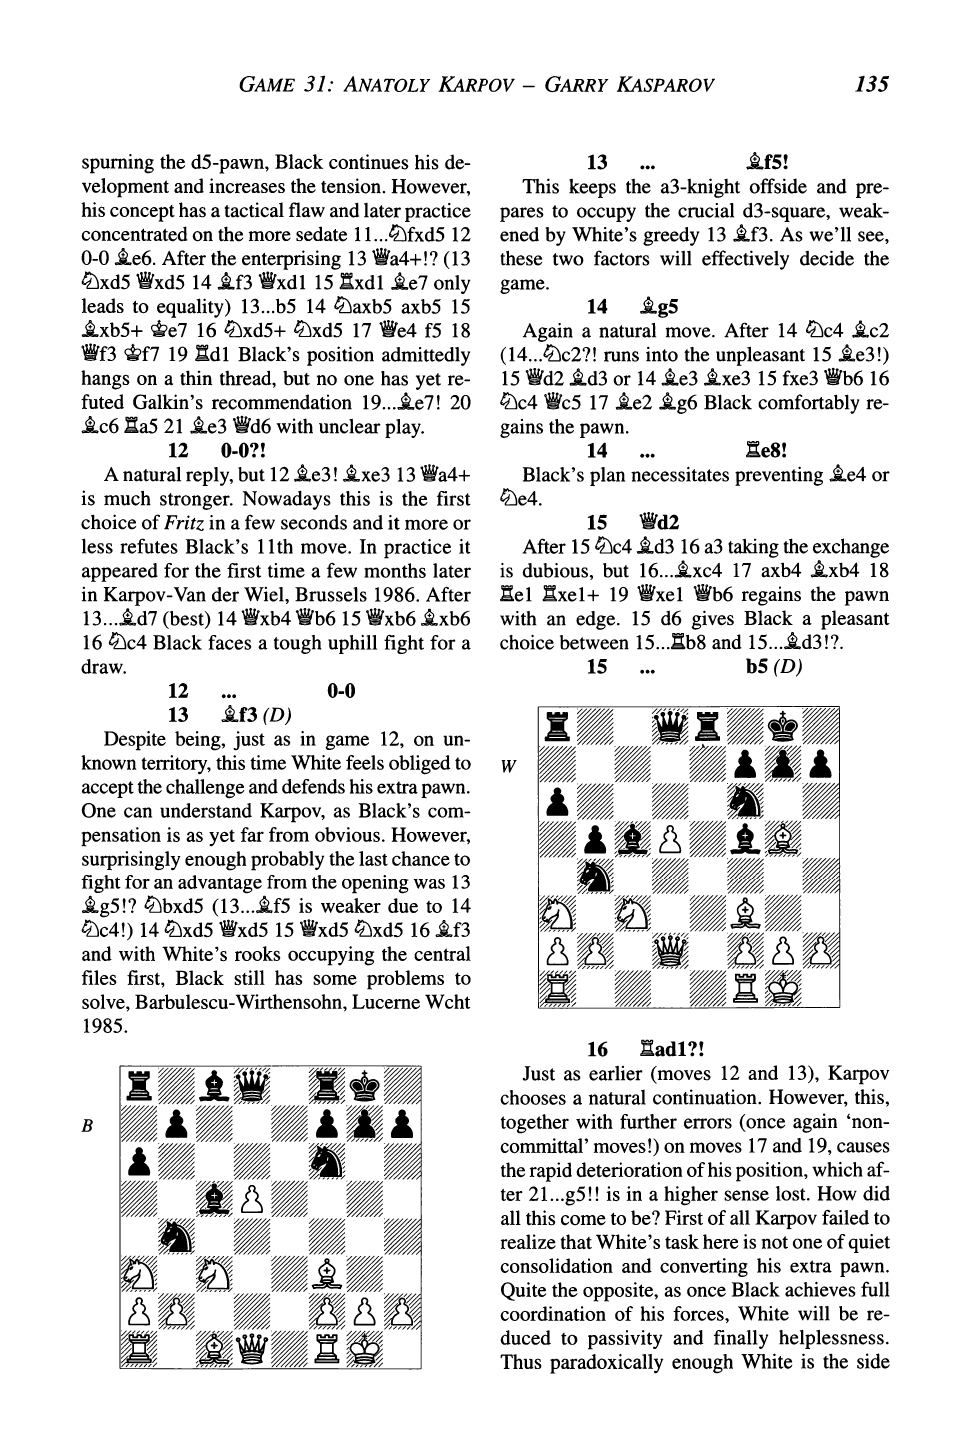 GAME 31: ANATOLY KARPOV – GARRY KASPAROV 135
spurning the d5-pawn, Black continues his de-
velopment and increases the tension. However,
his concept has a tactical flaw and later practice
concentrated on the more sedate 11...♘fxd5 12
0-0 ♗e6. After the enterprising 13 ♕a4+!? (13
♘xd5 ♕xd5 14 ♗f3 ♕xd1 15 ♖xd1 ♗e7 only
leads to equality) 13...b5 14 ♘axb5 axb5 15
♗xb5+ ♔e7 16 ♘xd5+ ♘xd5 17 ♕e4 f5 18
♕f3 ♔f7 19 ♖d1 Black's position admittedly
hangs on a thin thread, but no one has yet re-
futed Galkin's recommendation 19...♗e7! 20
♗c6 ♖a5 21 ♗e3 ♕d6 with unclear play.
12 0-0?!
A natural reply, but 12 ♗e3! ♗xe3 13 ♕a4+
is much stronger. Nowadays this is the first
choice of Fritz in a few seconds and it more or
less refutes Black's 11th move. In practice it
appeared for the first time a few months later
in Karpov-Van der Wiel, Brussels 1986. After
13...♗d7 (best) 14 ♕xb4 ♕b6 15 ♕xb6 ♗xb6
16 ♘c4 Black faces a tough uphill fight for a
draw.
12 ... 0-0
13 ♗f3 (D)
Despite being, just as in game 12, on un-
known territory, this time White feels obliged to
accept the challenge and defends his extra pawn.
One can understand Karpov, as Black's com-
pensation is as yet far from obvious. However,
surprisingly enough probably the last chance to
fight for an advantage from the opening was 13
♗g5!? ♘bxd5 (13...♗f5 is weaker due to 14
♘c4!) 14 ♘xd5 ♕xd5 15 ♕xd5 ♘xd5 16 ♗f3
and with White's rooks occupying the central
files first, Black still has some problems to
solve, Barbulescu-Wirthensohn, Lucerne Wcht
1985.
B
13 ... ♗f5!
This keeps the a3-knight offside and pre-
pares to occupy the crucial d3-square, weak-
ened by White's greedy 13 ♗f3. As we'll see,
these two factors will effectively decide the
game.
14 ♗g5
Again a natural move. After 14 ♘c4 ♗c2
(14...♘c2?! runs into the unpleasant 15 ♗e3!)
15 ♕d2 ♗d3 or 14 ♗e3 ♗xe3 15 fxe3 ♕b6 16
♘c4 ♕c5 17 ♗e2 ♗g6 Black comfortably re-
gains the pawn.
14 ... ♖e8!
Black's plan necessitates preventing ♗e4 or
♘e4.
15 ♕d2
After 15 ♘c4 ♗d3 16 a3 taking the exchange
is dubious, but 16...♗xc4 17 axb4 ♗xb4 18
♖e1 ♖xe1+ 19 ♕xe1 ♕b6 regains the pawn
with an edge. 15 d6 gives Black a pleasant
choice between 15...♖b8 and 15...♗d3!?.
15 ... b5 (D)
W
16 ♖ad1?!
Just as earlier (moves 12 and 13), Karpov
chooses a natural continuation. However, this,
together with further errors (once again 'non-
committal' moves!) on moves 17 and 19, causes
the rapid deterioration of his position, which af-
ter 21...g5!! is in a higher sense lost. How did
all this come to be? First of all Karpov failed to
realize that White's task here is not one of quiet
consolidation and converting his extra pawn.
Quite the opposite, as once Black achieves full
coordination of his forces, White will be re-
duced to passivity and finally helplessness.
Thus paradoxically enough White is the side